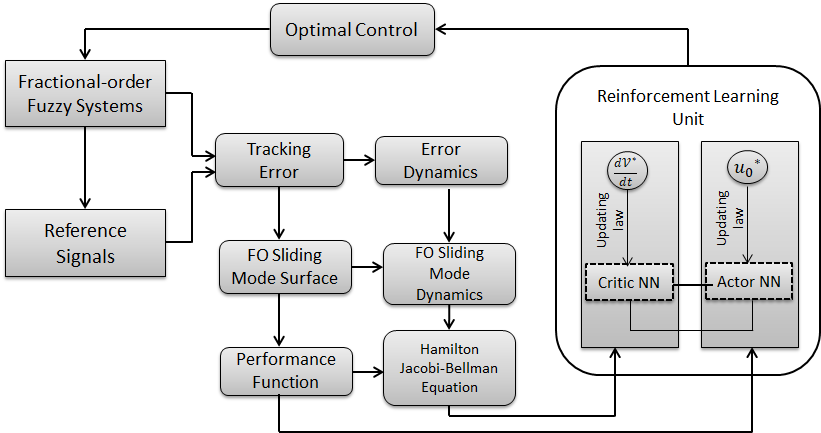 Optimal Control
Fractional-order
Fuzzy Systems
Reference
Signals
Tracking
Error
Error
Dynamics
FO Sliding
Mode Surface
FO Sliding
Mode
Dynamics
Performance
Function
Hamilton
Jacobi-Bellman
Equation
Reinforcement Learning
Unit
dV*
dt
Updating
law
Critic NN
u₀*
Updating
law
Actor NN